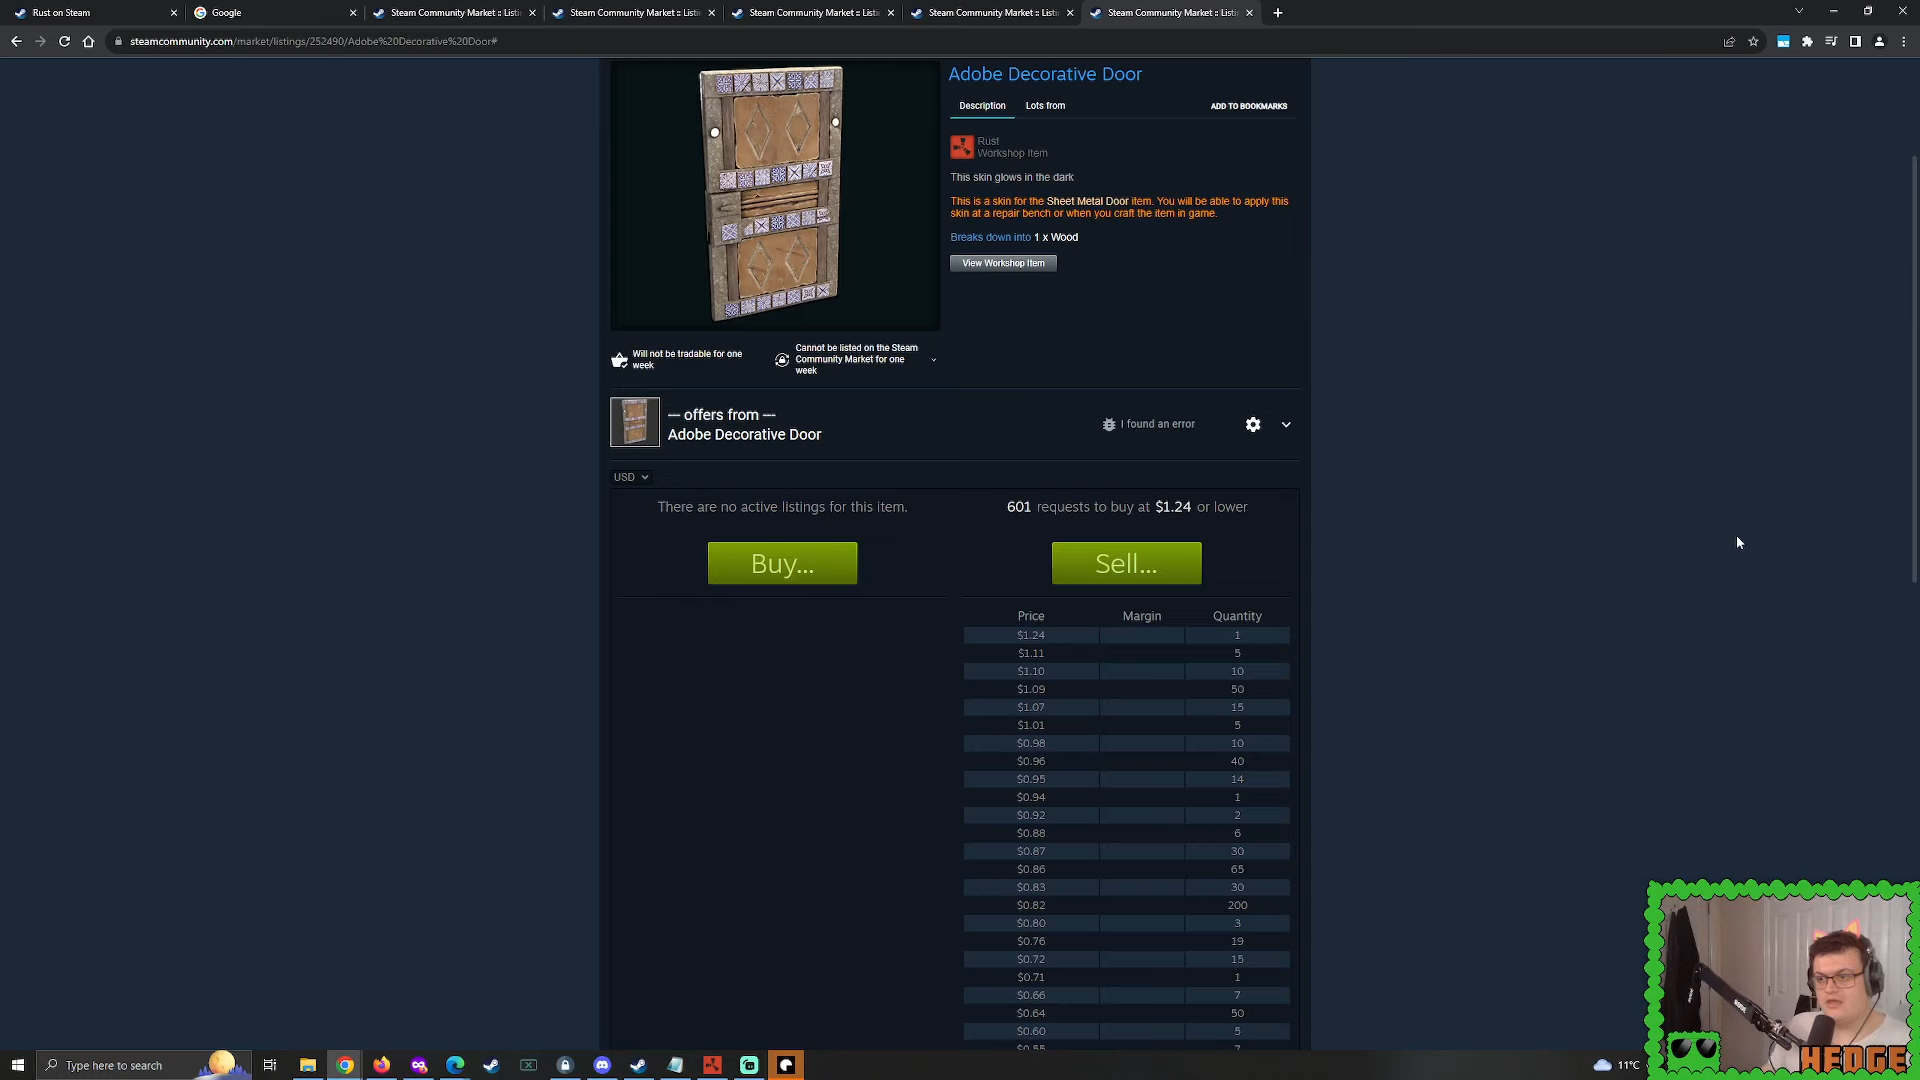 Rust on Steam
Google
Steam Community Market :: Listi
Steam Community Market :: Listi
Steam Community Market :: Listi
Steam Community Market :: Listi
Steam Community Market :: Listi
steamcommunity.com/market/listings/252490/Adobe%20Decorative%20Door#
Adobe Decorative Door
Description
Lots from
ADD TO BOOKMARKS
Rust
Workshop Item
This skin glows in the dark
This is a skin for the Sheet Metal Door item. You will be able to apply this
skin at a repair bench or when you craft the item in game.
Breaks down into 1 x Wood
View Workshop Item
Will not be tradable for one
week
Cannot be listed on the Steam
Community Market for one
week
--- offers from ---
Adobe Decorative Door
I found an error
USD
There are no active listings for this item.
601 requests to buy at $1.24 or lower
Buy...
Sell...
Price Margin Quantity
$1.24 1
$1.11 5
$1.10 10
$1.09 50
$1.07 15
$1.01 5
$0.98 10
$0.96 40
$0.95 14
$0.94 1
$0.92 2
$0.88 6
$0.87 30
$0.86 65
$0.83 30
$0.82 200
$0.80 3
$0.76 19
$0.72 15
$0.71 1
$0.66 7
$0.64 50
$0.60 5
$0.55 7
Type here to search
11°C
HEDGE